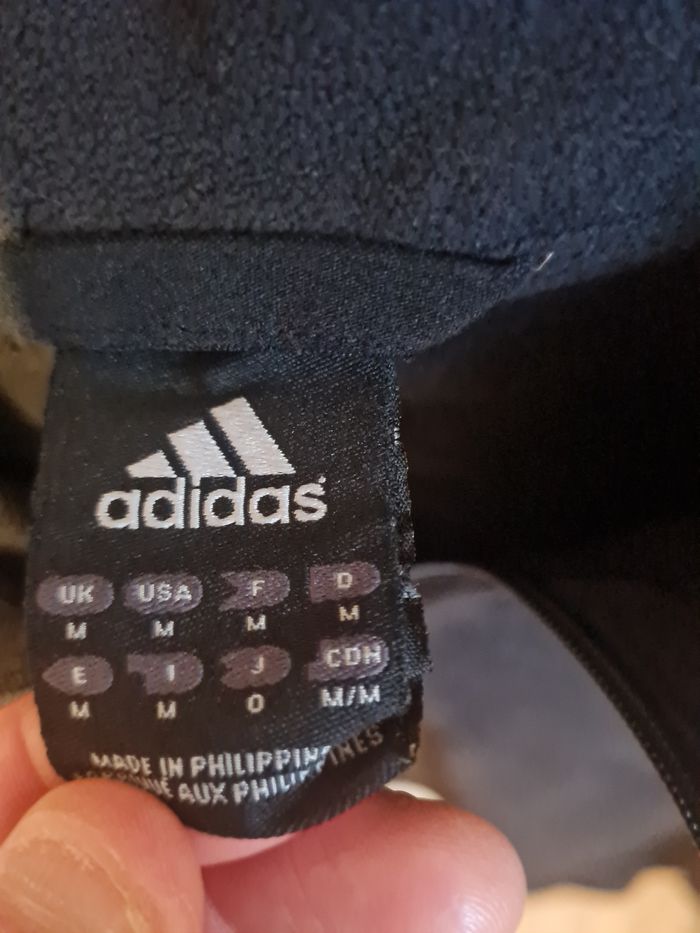 adidas
UK USA F D
M M M M
E I J CDN
M M O M/M
MADE IN PHILIPPINES
FABRIQUÉ AUX PHILIPPINES